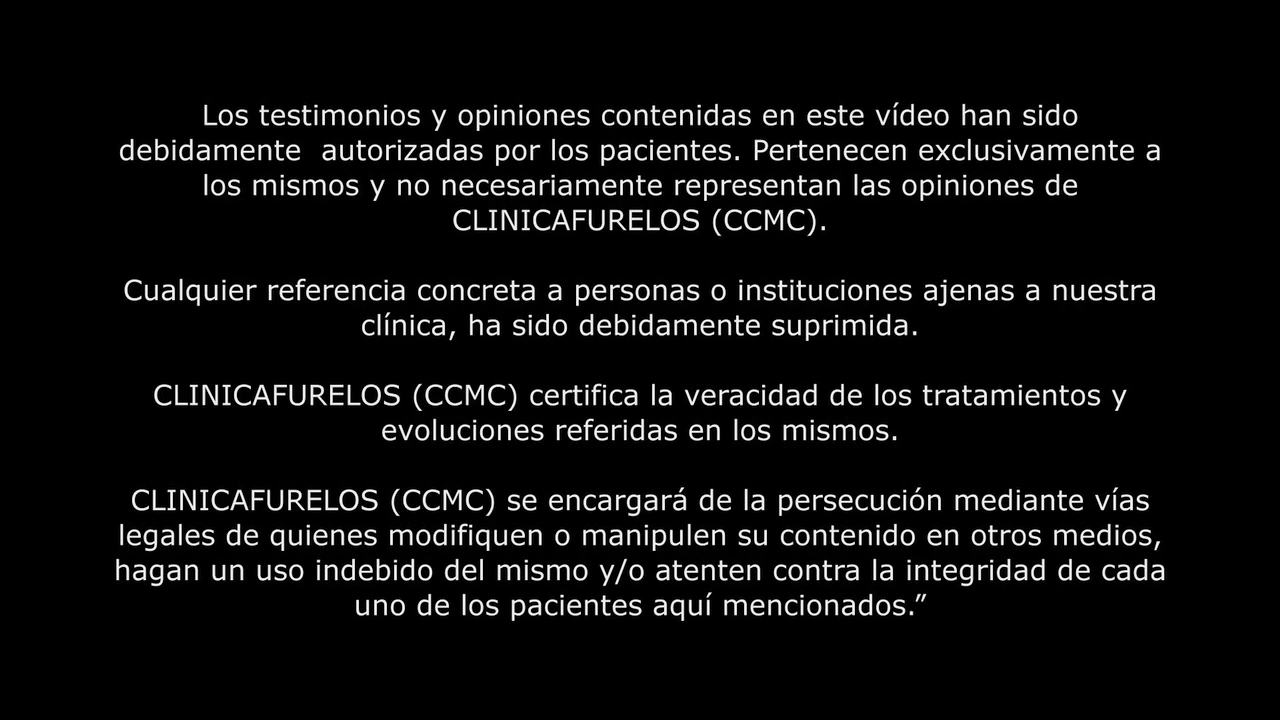 Los testimonios y opiniones contenidas en este vídeo han sido
debidamente  autorizadas por los pacientes. Pertenecen exclusivamente a
los mismos y no necesariamente representan las opiniones de
CLINICAFURELOS (CCMC).
Cualquier referencia concreta a personas o instituciones ajenas a nuestra
clínica, ha sido debidamente suprimida.
CLINICAFURELOS (CCMC) certifica la veracidad de los tratamientos y
evoluciones referidas en los mismos.
CLINICAFURELOS (CCMC) se encargará de la persecución mediante vías
legales de quienes modifiquen o manipulen su contenido en otros medios,
hagan un uso indebido del mismo y/o atenten contra la integridad de cada
uno de los pacientes aquí mencionados.”